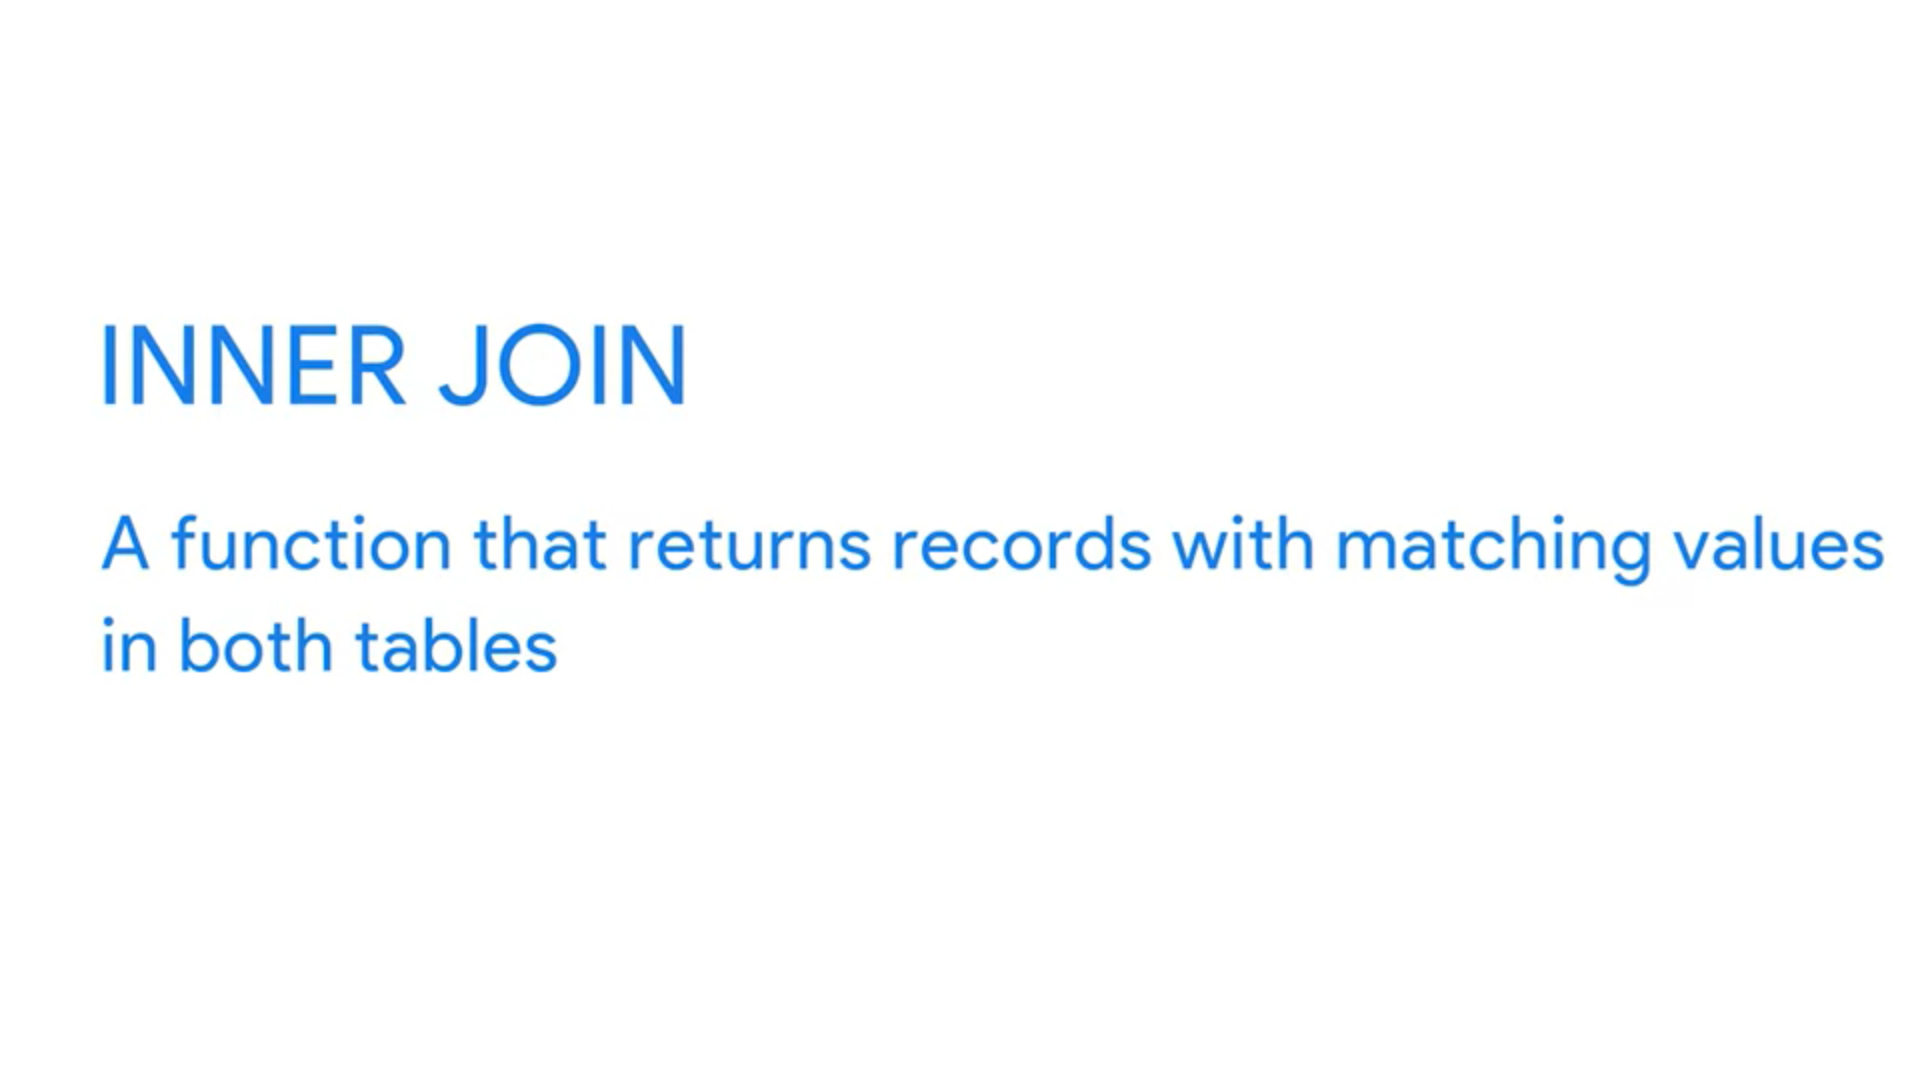 INNER JOIN
A function that returns records with matching values
in both tables